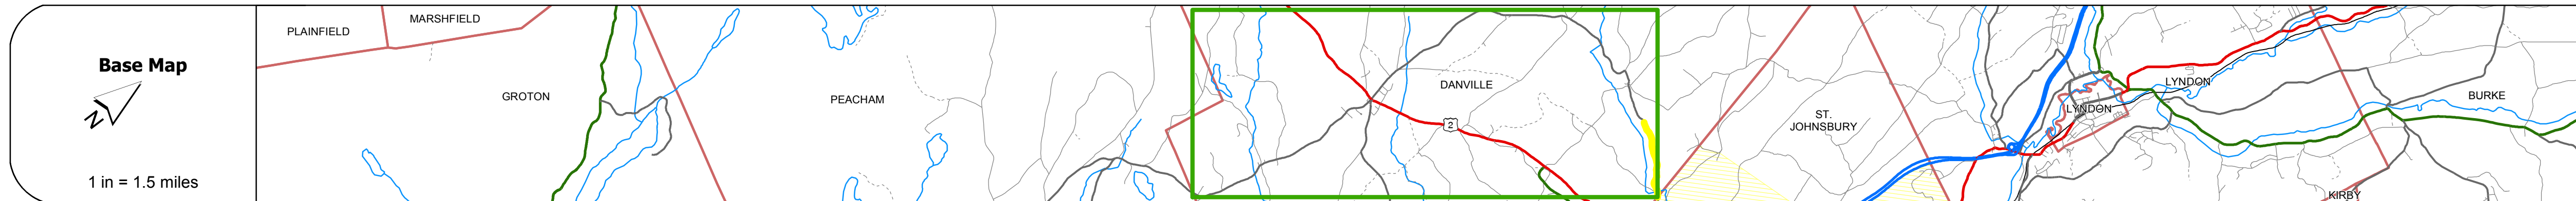 Base Map
N
1 in = 1.5 miles
PLAINFIELD
MARSHFIELD
GROTON
PEACHAM
DANVILLE
2
ST.
JOHNSBURY
LYNDON
LYNDON
BURKE
KIRBY